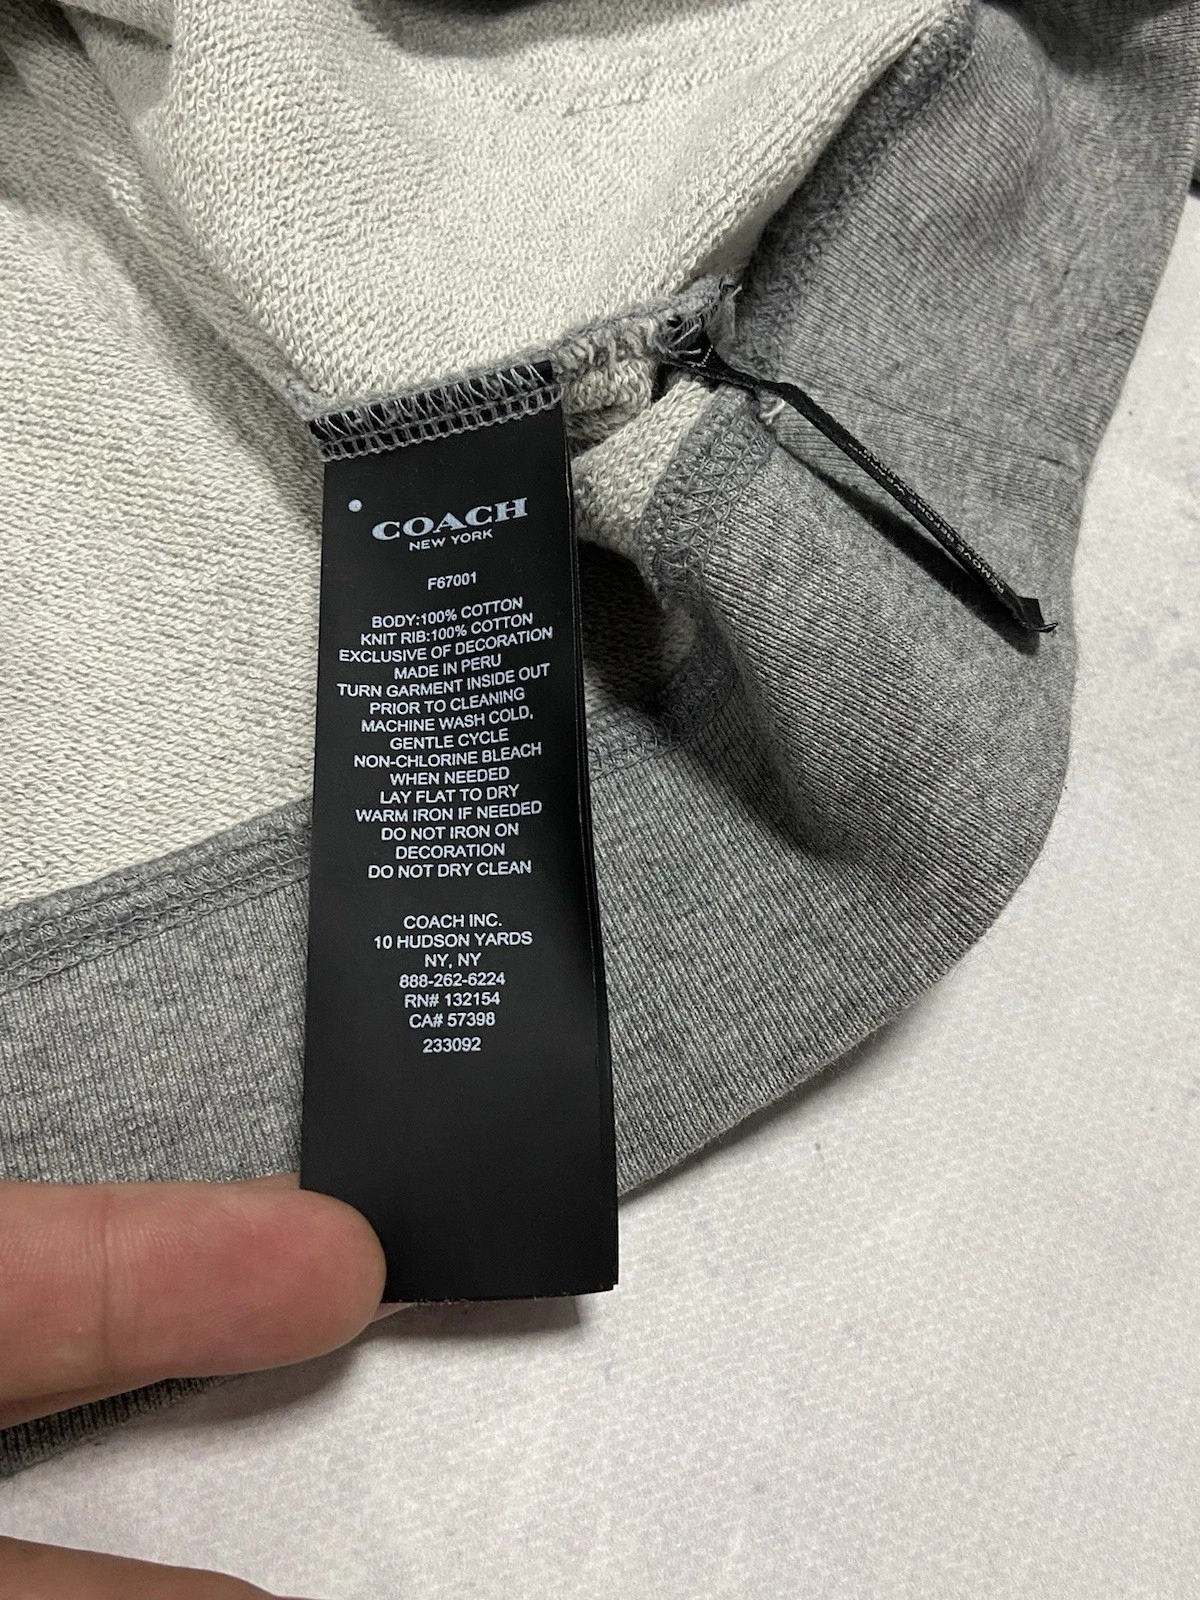 COACH
NEW YORK
F67001
BODY:100% COTTON
KNIT RIB:100% COTTON
EXCLUSIVE OF DECORATION
MADE IN PERU
TURN GARMENT INSIDE OUT
PRIOR TO CLEANING
MACHINE WASH COLD,
GENTLE CYCLE
NON-CHLORINE BLEACH
WHEN NEEDED
LAY FLAT TO DRY
WARM IRON IF NEEDED
DO NOT IRON ON
DECORATION
DO NOT DRY CLEAN
COACH INC.
10 HUDSON YARDS
NY, NY
888-262-6224
RN# 132154
CA# 57398
233092
REMOVE BEFORE